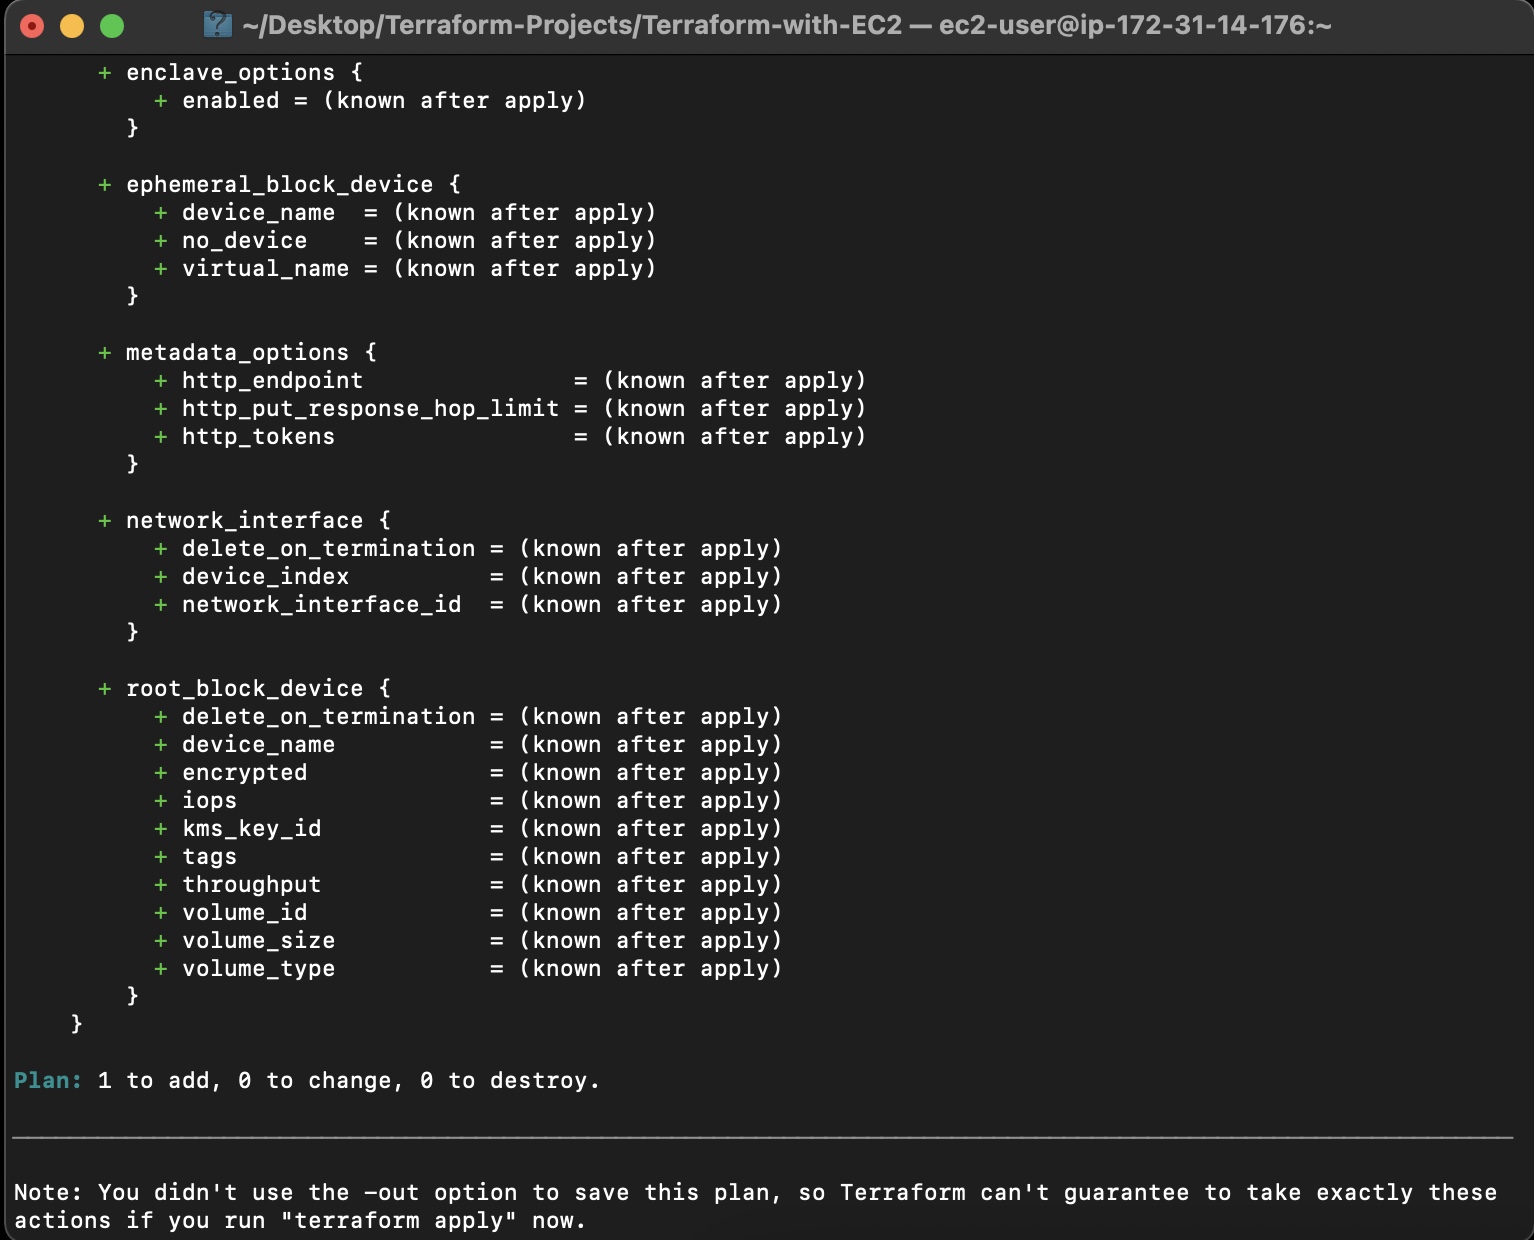 ~/Desktop/Terraform-Projects/Terraform-with-EC2 — ec2-user@ip-172-31-14-176:~
+ enclave_options {
+ enabled = (known after apply)
}
+ ephemeral_block_device {
+ device_name  = (known after apply)
+ no_device    = (known after apply)
+ virtual_name = (known after apply)
}
+ metadata_options {
+ http_endpoint               = (known after apply)
+ http_put_response_hop_limit = (known after apply)
+ http_tokens                 = (known after apply)
}
+ network_interface {
+ delete_on_termination = (known after apply)
+ device_index          = (known after apply)
+ network_interface_id  = (known after apply)
}
+ root_block_device {
+ delete_on_termination = (known after apply)
+ device_name           = (known after apply)
+ encrypted             = (known after apply)
+ iops                  = (known after apply)
+ kms_key_id            = (known after apply)
+ tags                  = (known after apply)
+ throughput            = (known after apply)
+ volume_id             = (known after apply)
+ volume_size           = (known after apply)
+ volume_type           = (known after apply)
}
}
Plan: 1 to add, 0 to change, 0 to destroy.
Note: You didn't use the -out option to save this plan, so Terraform can't guarantee to take exactly these
actions if you run "terraform apply" now.